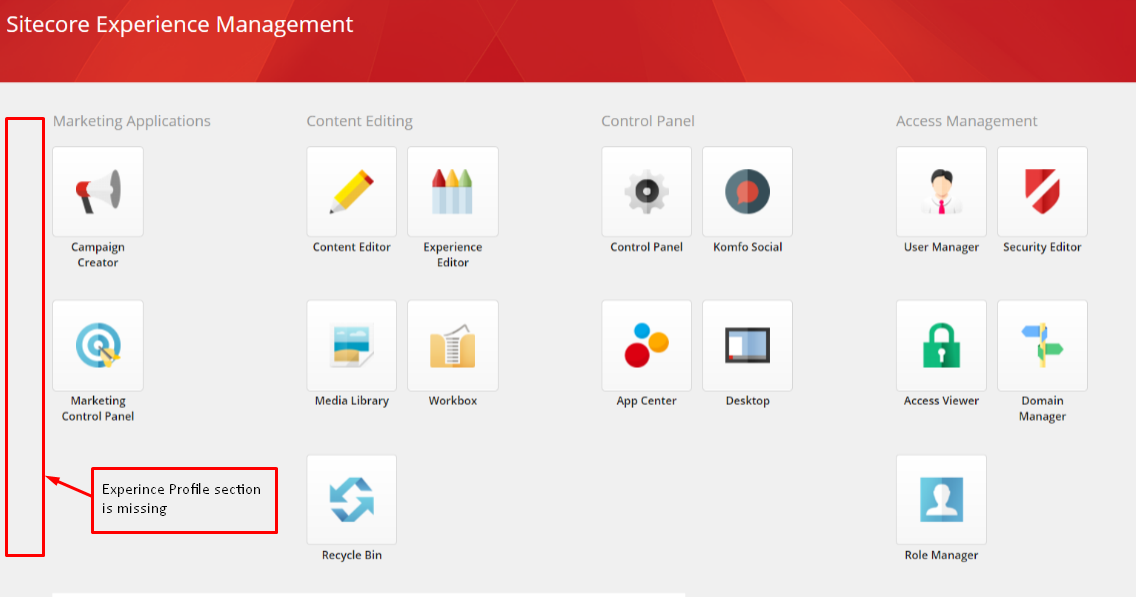 Sitecore Experience Management
Marketing Applications
Content Editing
Control Panel
Access Management
Campaign
Creator
Content Editor
Experience
Editor
Control Panel
Komfo Social
User Manager
Security Editor
Marketing
Control Panel
Media Library
Workbox
App Center
Desktop
Access Viewer
Domain
Manager
Experince Profile section
is missing
Recycle Bin
Role Manager